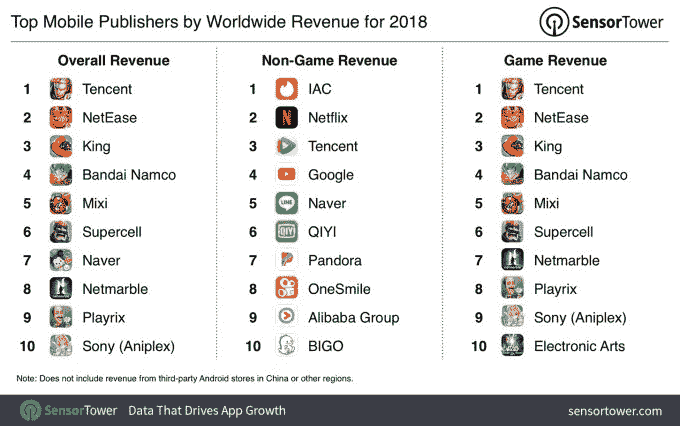 Top Mobile Publishers by Worldwide Revenue for 2018
SensorTower
Overall Revenue
1 Tencent
2 NetEase
3 King
4 Bandai Namco
5 Mixi
6 Supercell
7 Naver
8 Netmarble
9 Playrix
10 Sony (Aniplex)
Non-Game Revenue
1 IAC
2 Netflix
3 Tencent
4 Google
5 LINE Naver
6 QIYI QIYI
7 Pandora
8 OneSmile
9 Alibaba Group
10 BIGO
Game Revenue
1 Tencent
2 NetEase
3 King
4 Bandai Namco
5 Mixi
6 Supercell
7 Netmarble
8 Playrix
9 Sony (Aniplex)
10 Electronic Arts
Note: Does not include revenue from third-party Android stores in China or other regions.
SensorTower Data That Drives App Growth
sensortower.com